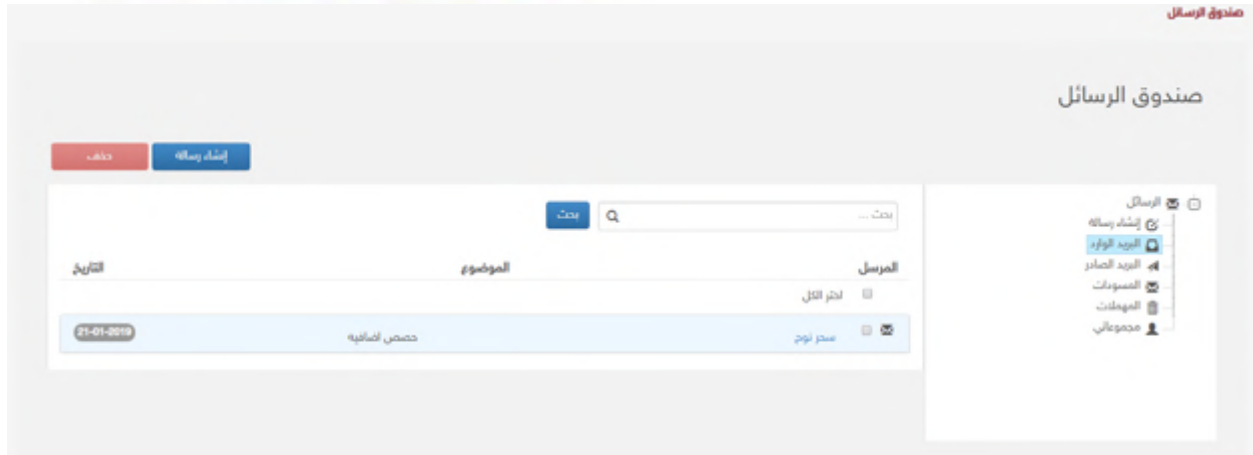 صندوق الرسائل
صندوق الرسائل
إنشاء رسالة
حذف
الرسائل
إنشاء رسالة
البريد الوارد
البريد الصادر
المسودات
المهملات
مجموعاتي
بحث ...
بحث
المرسل الموضوع التاريخ
اختر الكل
سحر نوح حصص اضافيه 21-01-2019